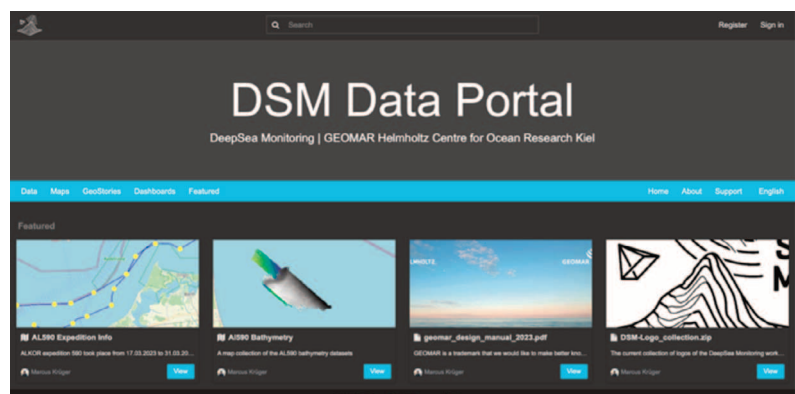 Search
Register Sign in
DSM Data Portal
DeepSea Monitoring | GEOMAR Helmholtz Centre for Ocean Research Kiel
Data Maps GeoStories Dashboards Featured
Home About Support English
Featured
LMHOLTZ GEOMAR
S
M
AL590 Expedition Info
ALKOR expedition 590 took place from 17.03.2023 to 31.03.20...
Marcus Krüger
View
Al590 Bathymetry
A map collection of the AL590 bathymetry datasets
Marcus Krüger
View
geomar_design_manual_2023.pdf
GEOMAR is a trademark that we would like to make better kno...
Marcus Krüger
View
DSM-Logo_collection.zip
The current collection of logos of the DeepSea Monitoring work...
Marcus Krüger
View